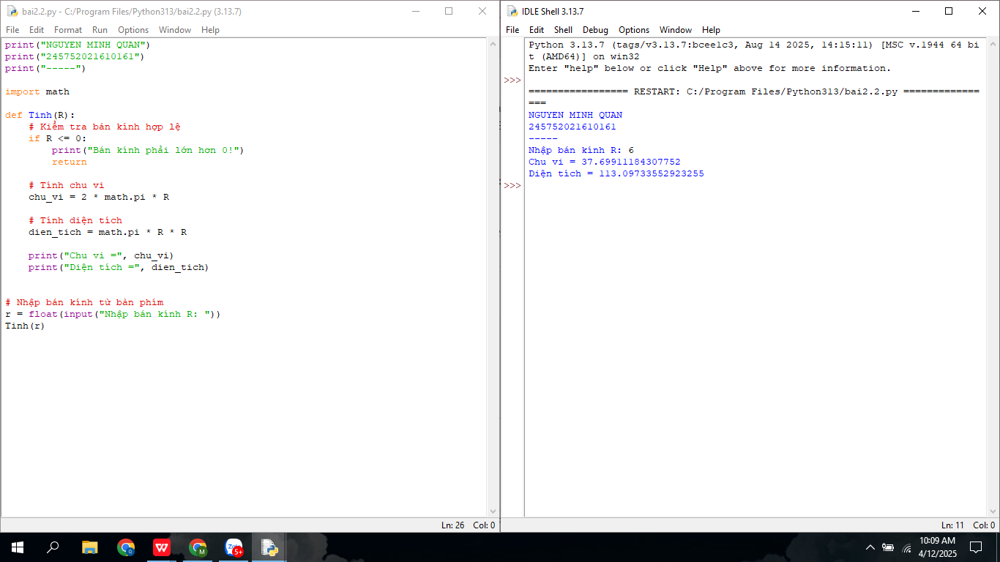 bai2.2.py - C:/Program Files/Python313/bai2.2.py (3.13.7)
File Edit Format Run Options Window Help
print("NGUYEN MINH QUAN")
print("245752021610161")
print("-----")
import math
def Tinh(R):
# Kiểm tra bán kính hợp lệ
if R <= 0:
print("Bán kính phải lớn hơn 0!")
return
# Tính chu vi
chu_vi = 2 * math.pi * R
# Tính diện tích
dien_tich = math.pi * R * R
print("Chu vi =", chu_vi)
print("Diện tích =", dien_tich)
# Nhập bán kính từ bàn phím
r = float(input("Nhập bán kính R: "))
Tinh(r)
Ln: 26 Col: 0
IDLE Shell 3.13.7
File Edit Shell Debug Options Window Help
Python 3.13.7 (tags/v3.13.7:bcee1c3, Aug 14 2025, 14:15:11) [MSC v.1944 64 bi
t (AMD64)] on win32
Enter "help" below or click "Help" above for more information.
>>>
================= RESTART: C:/Program Files/Python313/bai2.2.py =============
===
NGUYEN MINH QUAN
245752021610161
-----
Nhập bán kính R: 6
Chu vi = 37.69911184307752
Diện tích = 113.09733552923255
>>>
Ln: 11 Col: 0
W
M
Zalo
5+
10:09 AM
4/12/2025